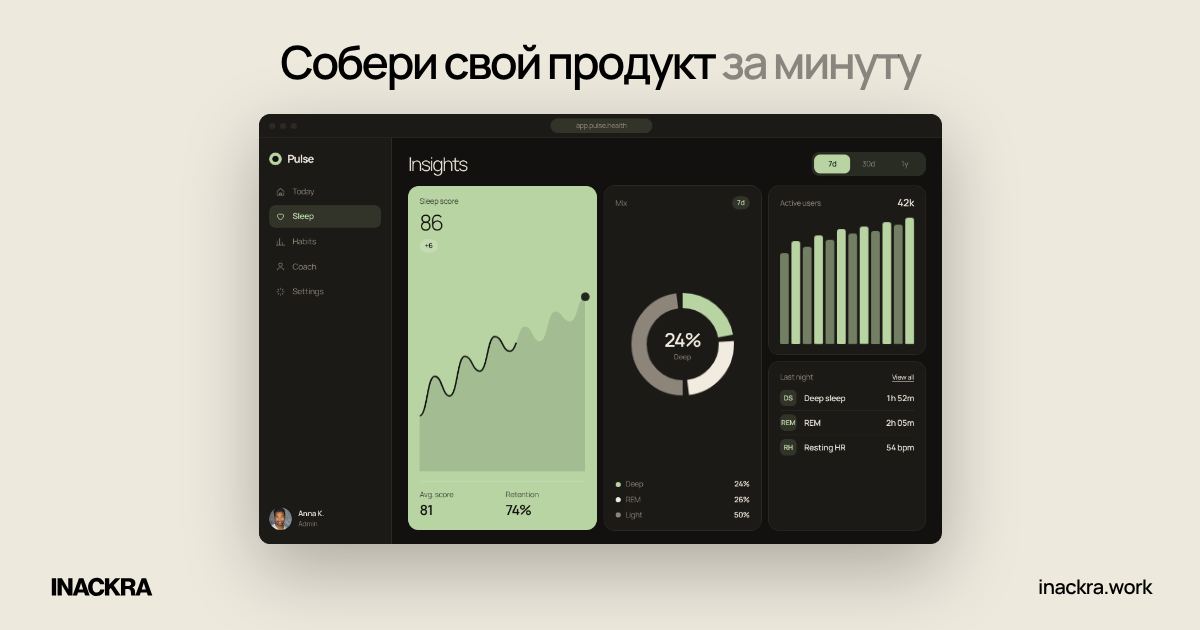 Собери свой продукт за минуту
app.pulse.health
Pulse
Today
Sleep
Habits
Coach
Settings
Anna K.
Admin
Insights
7d 30d 1y
Sleep score
86
+6
Avg. score Retention
81 74%
Mix 7d
24%
Deep
Deep 24%
REM 26%
Light 50%
Active users 42k
Last night View all
DS Deep sleep 1h 52m
REM REM 2h 05m
RH Resting HR 54 bpm
INACKRA
inackra.work